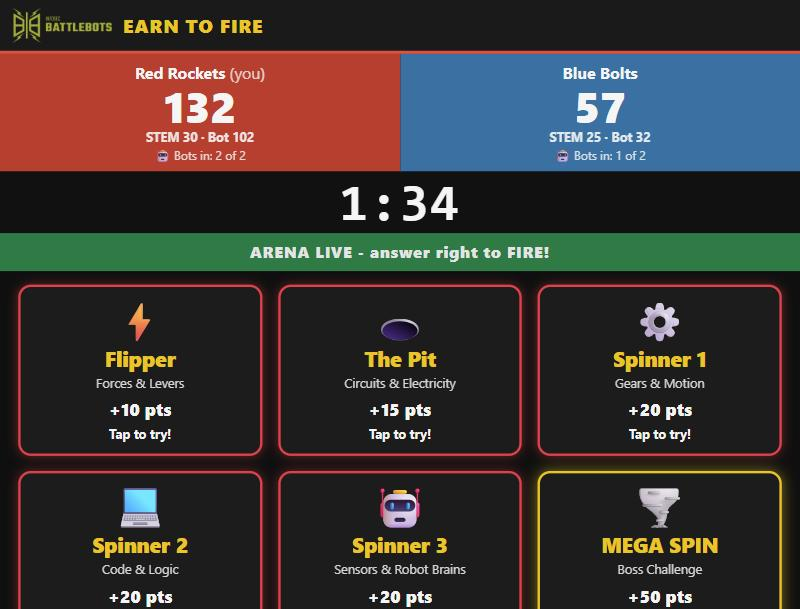 BATTLEBOTS EARN TO FIRE
Red Rockets (you)
132
STEM 30 · Bot 102
Bots in: 2 of 2
Blue Bolts
57
STEM 25 · Bot 32
Bots in: 1 of 2
1:34
ARENA LIVE - answer right to FIRE!
Flipper
Forces & Levers
+10 pts
Tap to try!
The Pit
Circuits & Electricity
+15 pts
Tap to try!
Spinner 1
Gears & Motion
+20 pts
Tap to try!
Spinner 2
Code & Logic
+20 pts
Spinner 3
Sensors & Robot Brains
+20 pts
MEGA SPIN
Boss Challenge
+50 pts